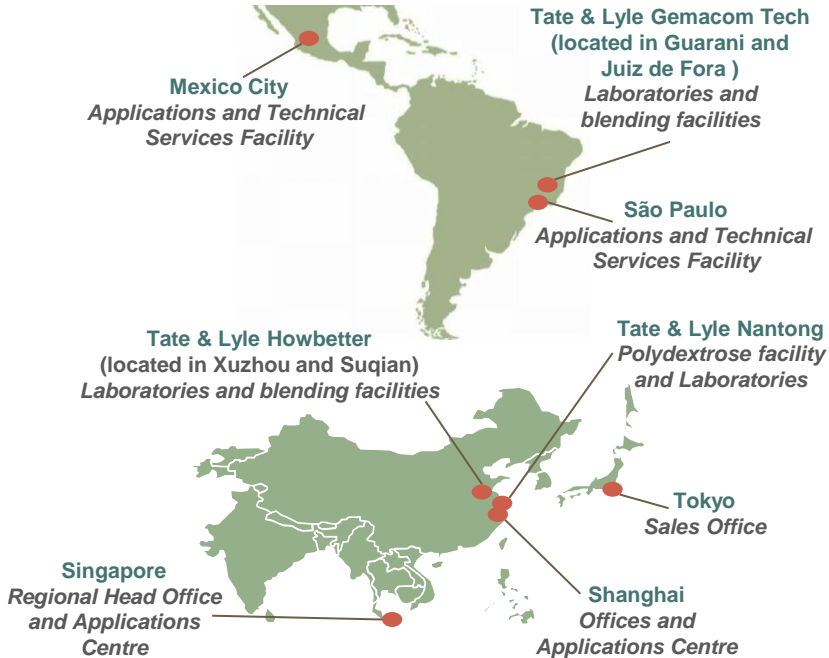 Tate & Lyle Gemacom Tech
(located in Guarani and
Juiz de Fora )
Laboratories and
blending facilities
Mexico City
Applications and Technical
Services Facility
São Paulo
Applications and Technical
Services Facility
Tate & Lyle Howbetter
(located in Xuzhou and Suqian)
Laboratories and blending facilities
Tate & Lyle Nantong
Polydextrose facility
and Laboratories
Tokyo
Sales Office
Singapore
Regional Head Office
and Applications
Centre
Shanghai
Offices and
Applications Centre